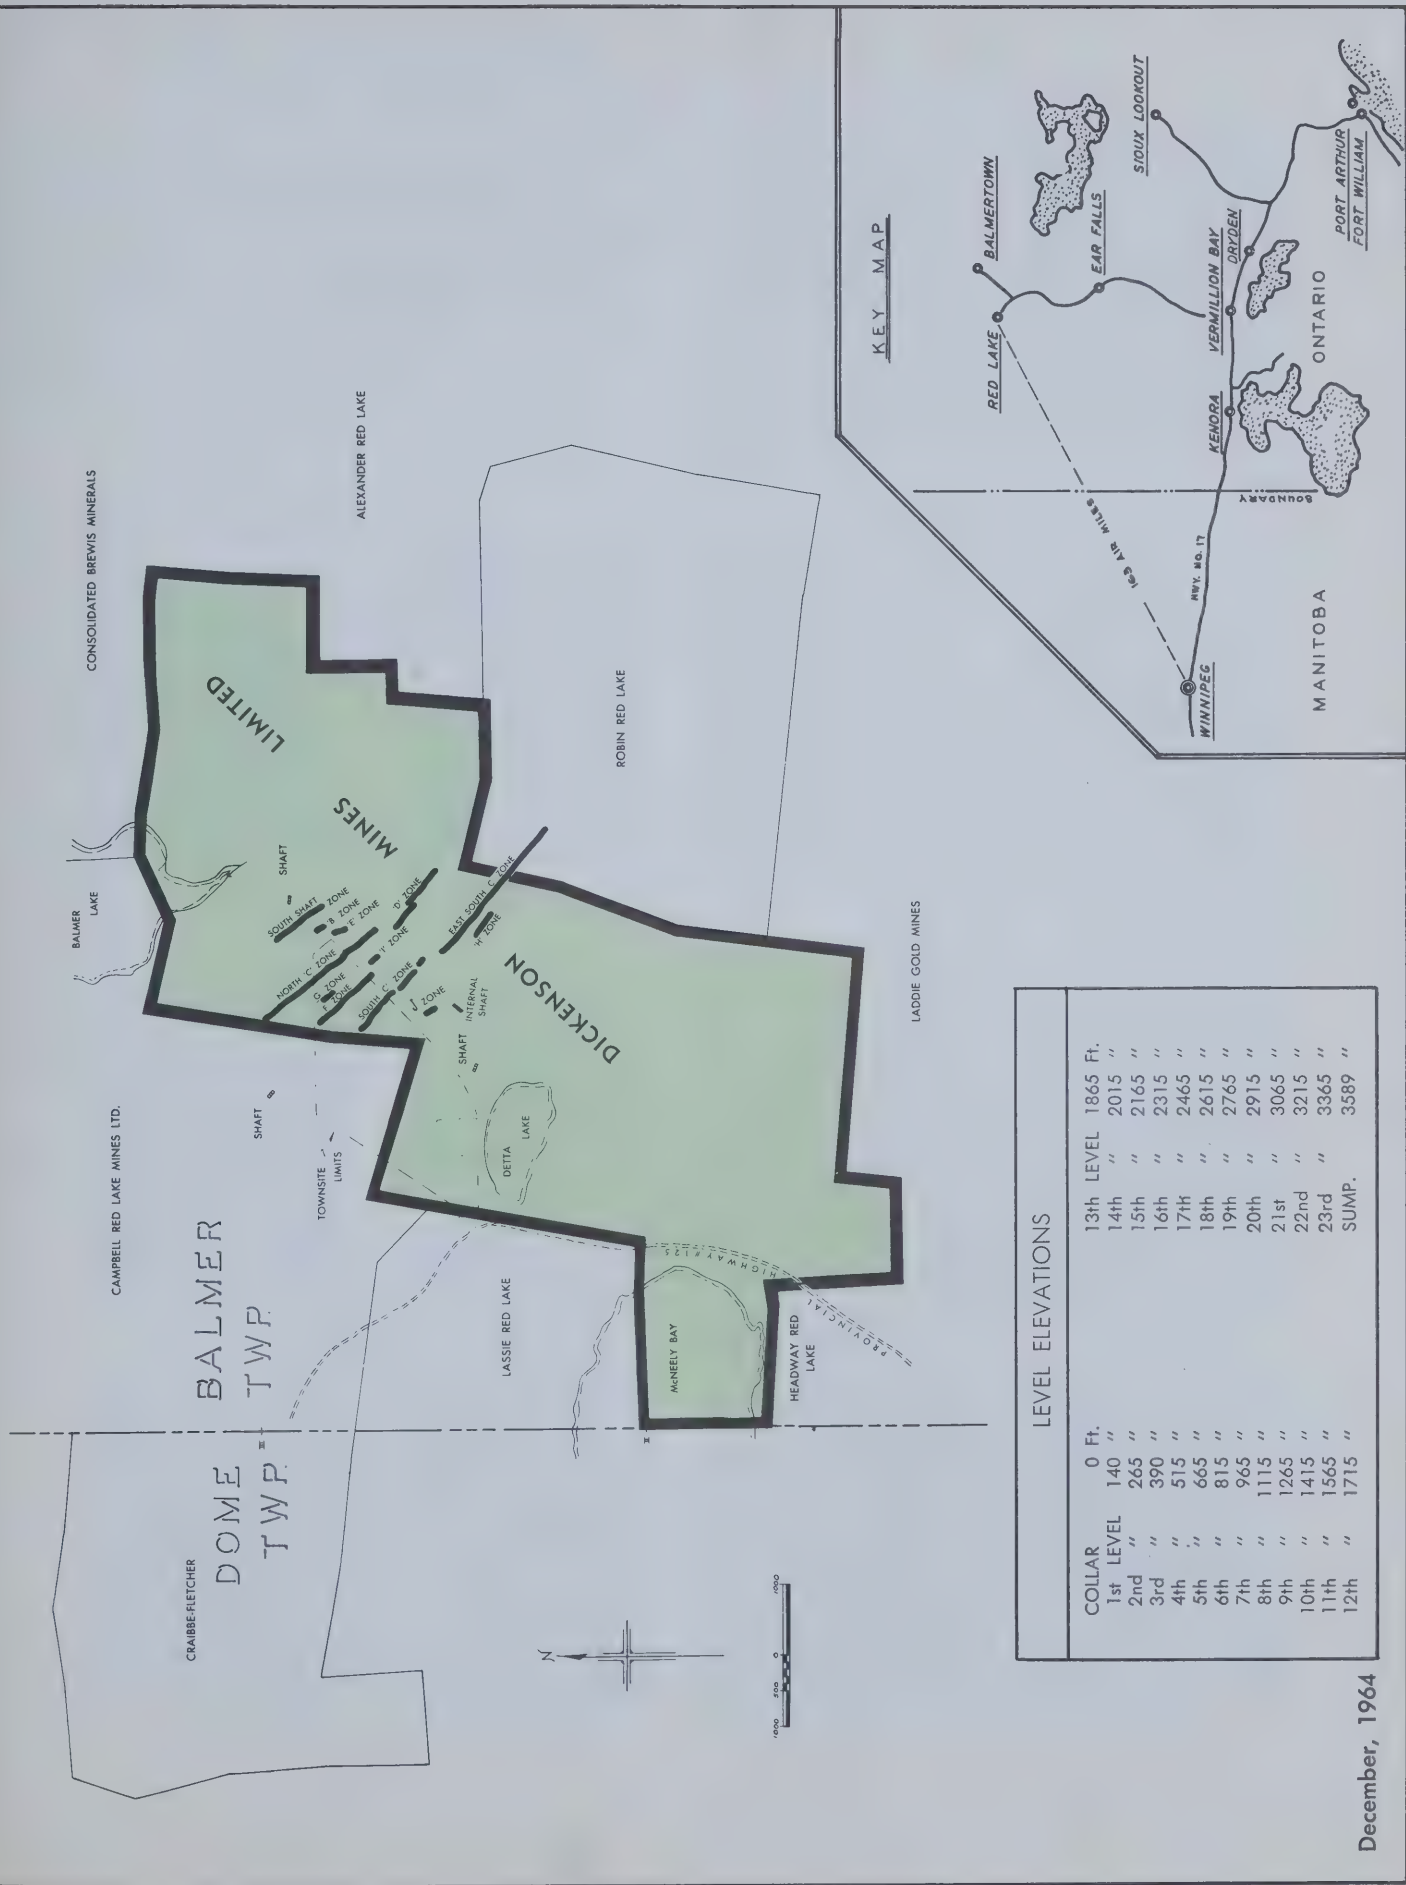 CONSOLIDATED BREWIS MINERALS
BALMER
LAKE
CAMPBELL RED LAKE MINES LTD.
ALEXANDER RED LAKE
CRAIBBE-FLETCHER
DOME
TWP.
BALMER
TWP.
DICKENSON
MINES
LIMITED
SHAFT
SHAFT
SHAFT
SOUTH SHAFT ZONE
'B' ZONE
'E' ZONE
NORTH 'C' ZONE
G ZONE
F ZONE
SOUTH 'C' ZONE
'I' ZONE
'D' ZONE
EAST SOUTH C ZONE
'H' ZONE
J ZONE
INTERNAL
SHAFT
TOWNSITE
LIMITS
DETTA
LAKE
LASSIE RED LAKE
ROBIN RED LAKE
McNEELY BAY
PROVINCIAL HIGHWAY #125
HEADWAY RED
LAKE
LADDIE GOLD MINES
III
II
N
1000 500 0 1000
LEVEL ELEVATIONS
COLLAR 0 Ft.
1st LEVEL 140 "
2nd " 265 "
3rd " 390 "
4th " 515 "
5th " 665 "
6th " 815 "
7th " 965 "
8th " 1115 "
9th " 1265 "
10th " 1415 "
11th " 1565 "
12th " 1715 "
13th LEVEL 1865 Ft.
14th " 2015 "
15th " 2165 "
16th " 2315 "
17th " 2465 "
18th " 2615 "
19th " 2765 "
20th " 2915 "
21st " 3065 "
22nd " 3215 "
23rd " 3365 "
SUMP. 3589 "
KEY MAP
BALMERTOWN
RED LAKE
EAR FALLS
SIOUX LOOKOUT
165 AIR MILES
WINNIPEG
HWY. NO. 17
BOUNDARY
KENORA
VERMILLION BAY
DRYDEN
PORT ARTHUR
FORT WILLIAM
MANITOBA
ONTARIO
December, 1964